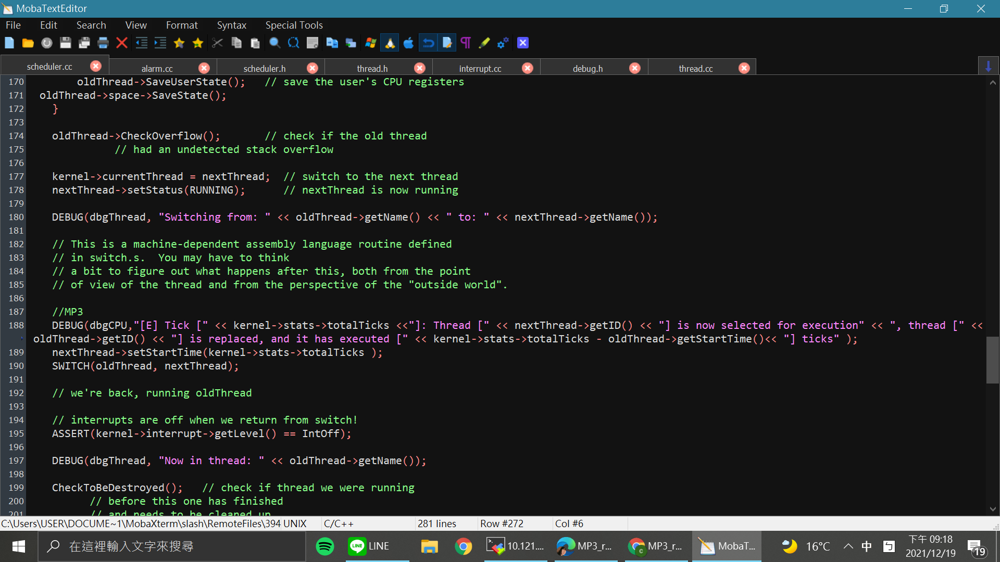 MobaTextEditor
File Edit Search View Format Syntax Special Tools
scheduler.cc alarm.cc scheduler.h thread.h interrupt.cc debug.h thread.cc
170 oldThread->SaveUserState(); // save the user's CPU registers
171 oldThread->space->SaveState();
172 }
173
174 oldThread->CheckOverflow(); // check if the old thread
175 // had an undetected stack overflow
176
177 kernel->currentThread = nextThread; // switch to the next thread
178 nextThread->setStatus(RUNNING); // nextThread is now running
179
180 DEBUG(dbgThread, "Switching from: " << oldThread->getName() << " to: " << nextThread->getName());
181
182 // This is a machine-dependent assembly language routine defined
183 // in switch.s. You may have to think
184 // a bit to figure out what happens after this, both from the point
185 // of view of the thread and from the perspective of the "outside world".
186
187 //MP3
188 DEBUG(dbgCPU,"[E] Tick [" << kernel->stats->totalTicks <<"]: Thread [" << nextThread->getID() << "] is now selected for execution" << ", thread [" <<
oldThread->getID() << "] is replaced, and it has executed [" << kernel->stats->totalTicks - oldThread->getStartTime()<< "] ticks" );
189 nextThread->setStartTime(kernel->stats->totalTicks );
190 SWITCH(oldThread, nextThread);
191
192 // we're back, running oldThread
193
194 // interrupts are off when we return from switch!
195 ASSERT(kernel->interrupt->getLevel() == IntOff);
196
197 DEBUG(dbgThread, "Now in thread: " << oldThread->getName());
198
199 CheckToBeDestroyed(); // check if thread we were running
200 // before this one has finished
201 // and needs to be cleaned up
C:\Users\USER\DOCUME~1\MobaXterm\slash\RemoteFiles\394 UNIX C/C++ 281 lines Row #272 Col #6
在這裡輸入文字來搜尋 LINE LINE 10.121.... MP3_r... MP3_r... MobaT... 16°C 中 ㄅ 下午 09:18
2021/12/19 19